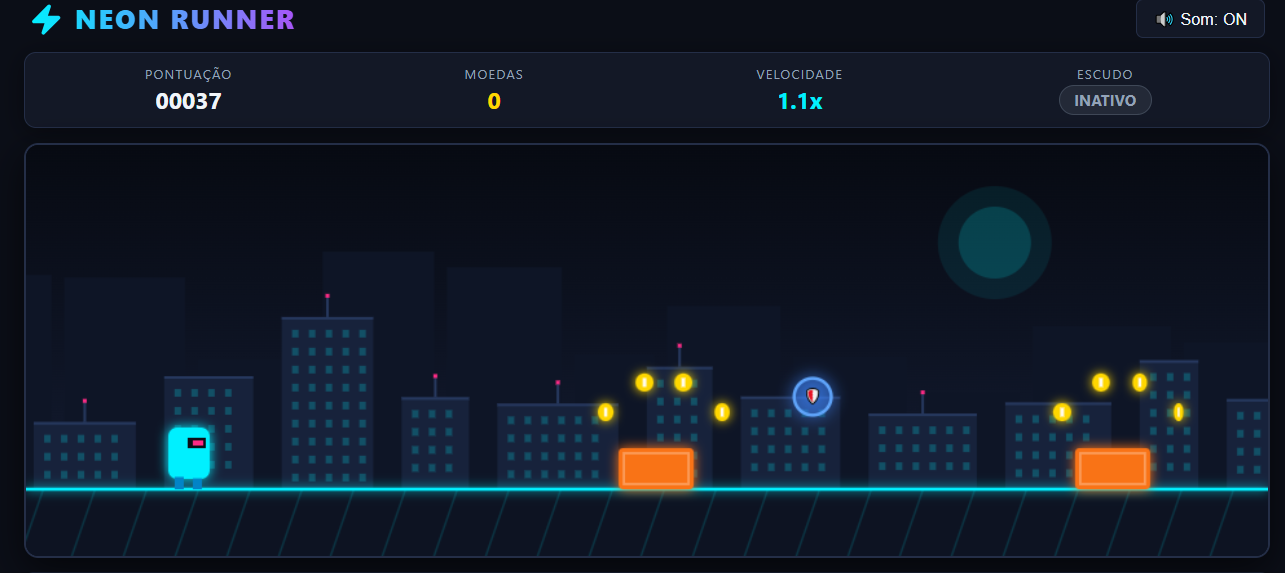 NEON RUNNER
Som: ON
PONTUAÇÃO
00037
MOEDAS
0
VELOCIDADE
1.1x
ESCUDO
INATIVO